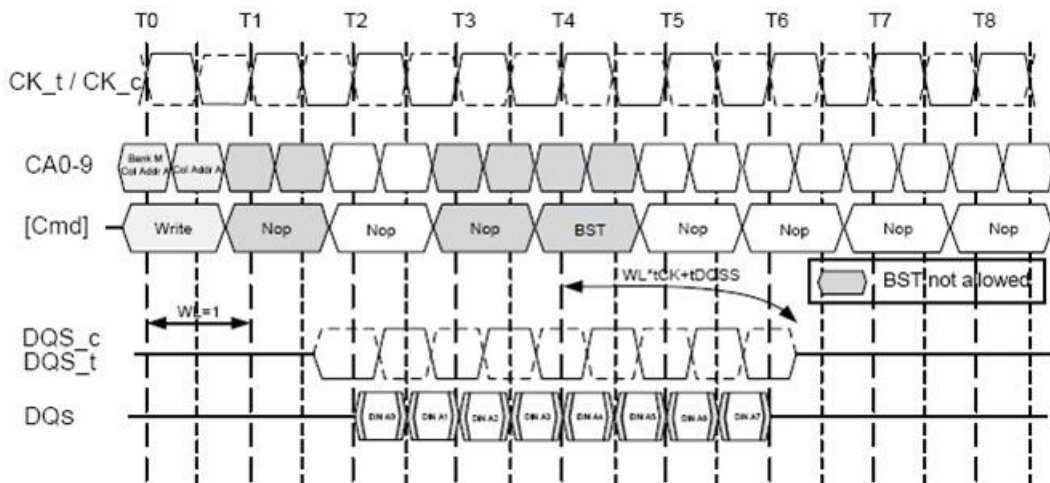 T0 T1 T2 T3 T4 T5 T6 T7 T8
CK_t / CK_c
CA0-9
Bank M
Col Addr A
Col Addr A
[Cmd]
Write Nop Nop Nop BST Nop Nop Nop Nop
WL*tCK+tDQSS
BST not allowed
WL=1
DQS_c
DQS_t
DQs
DIN A0 DIN A1 DIN A2 DIN A3 DIN A4 DIN A5 DIN A6 DIN A7